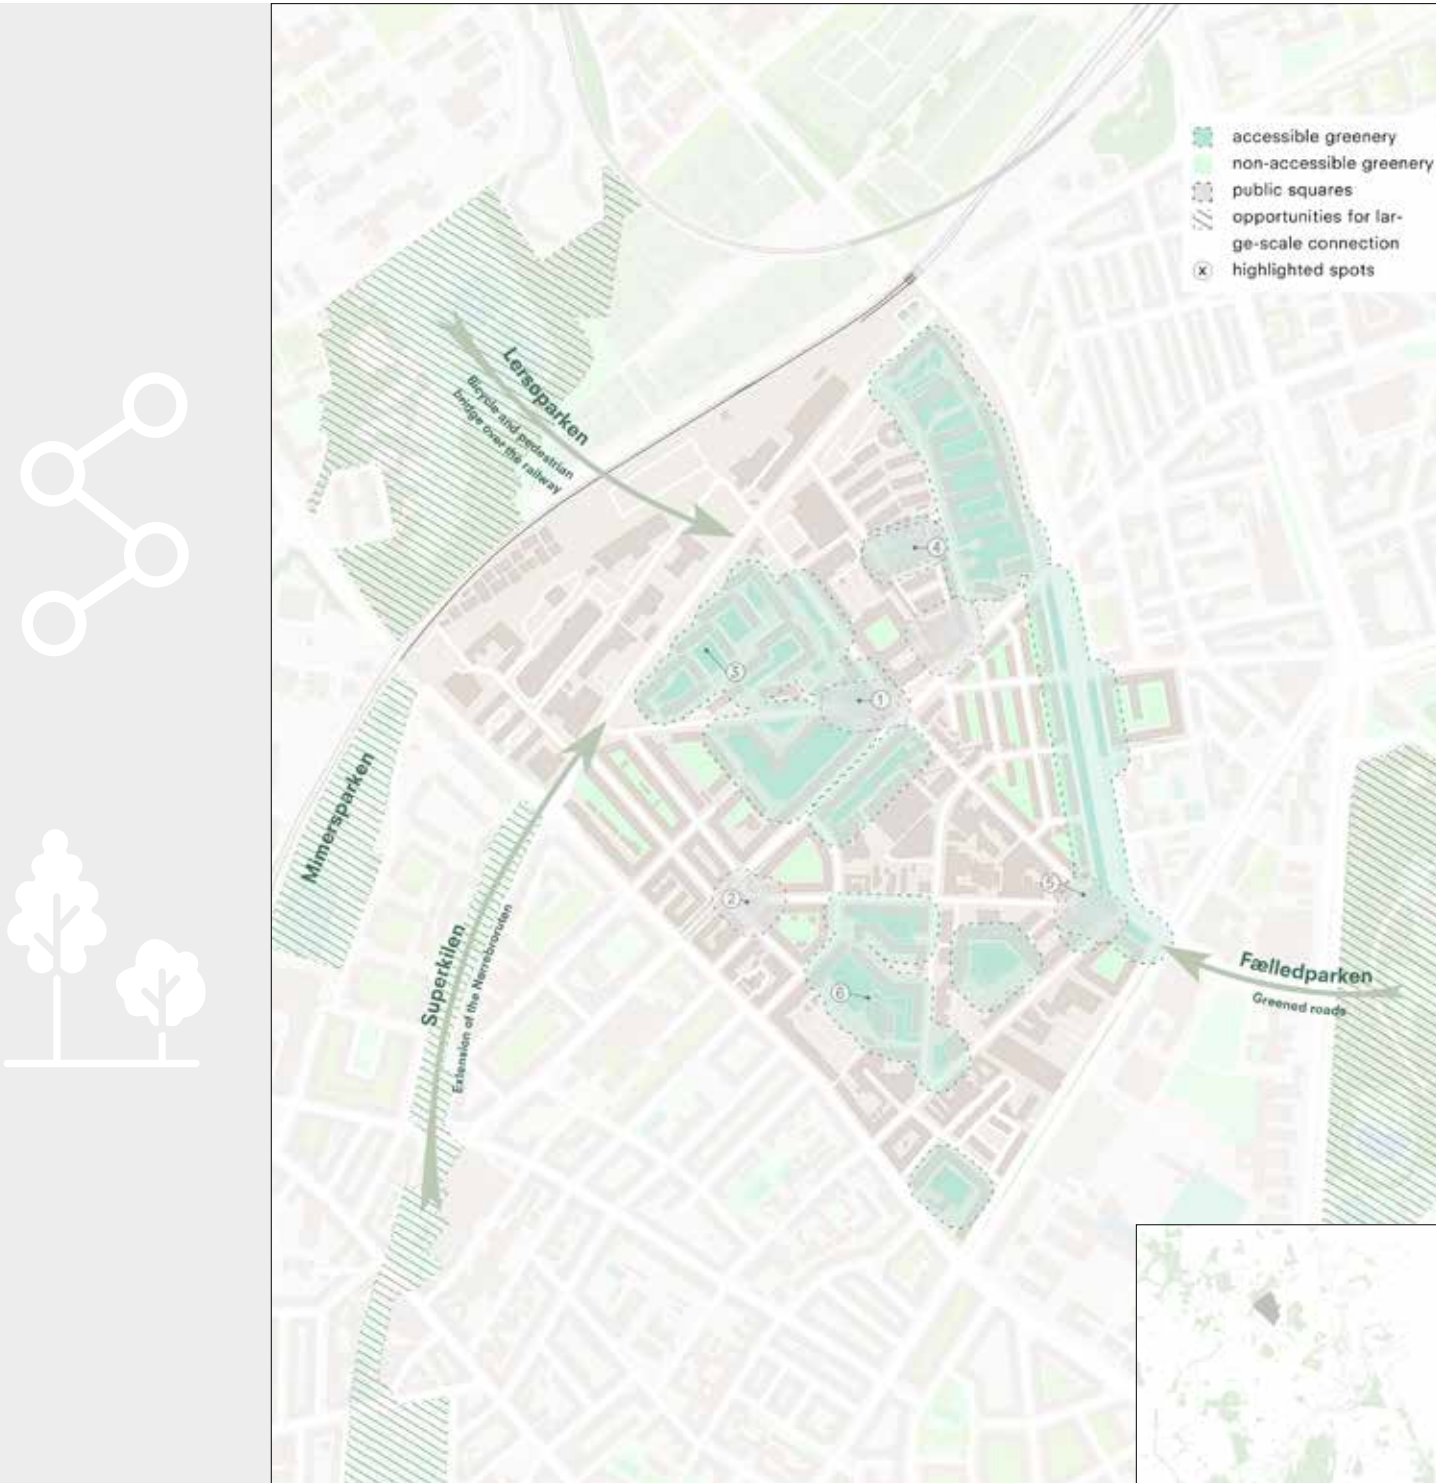 accessible greenery
non-accessible greenery
public squares
opportunities for lar-
ge-scale connection
x
highlighted spots
Lersøparken
Bicycle and pedestrian
bridge over the railway
4
5
1
Mimersparken
2
5
Superkilen
Extension of the Nørrebroruten
6
Fælledparken
Greened roads